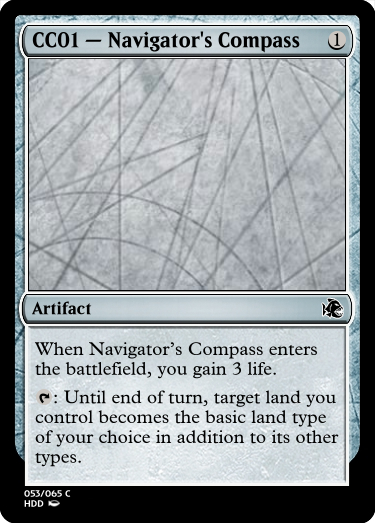 CC01 — Navigator's Compass 1
Artifact
When Navigator's Compass enters
the battlefield, you gain 3 life.
: Until end of turn, target land you
control becomes the basic land type
of your choice in addition to its other
types.
053/065 C
HDD